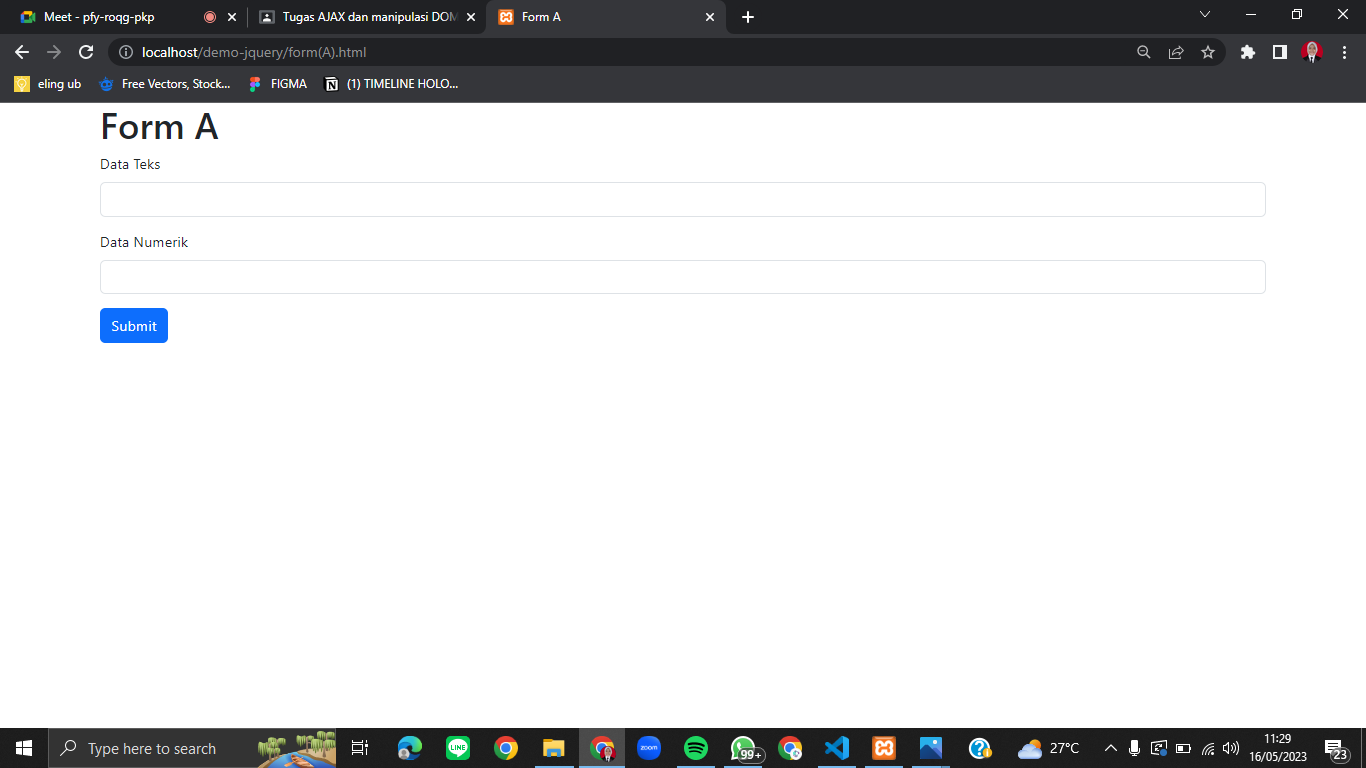 Meet - pfy-roqg-pkp
Tugas AJAX dan manipulasi DOM
Form A
localhost/demo-jquery/form(A).html
eling ub
Free Vectors, Stock...
FIGMA
(1) TIMELINE HOLO...
Form A
Data Teks
Data Numerik
Submit
Type here to search
LINE
zoom
99+
27°C
11:29
16/05/2023
23